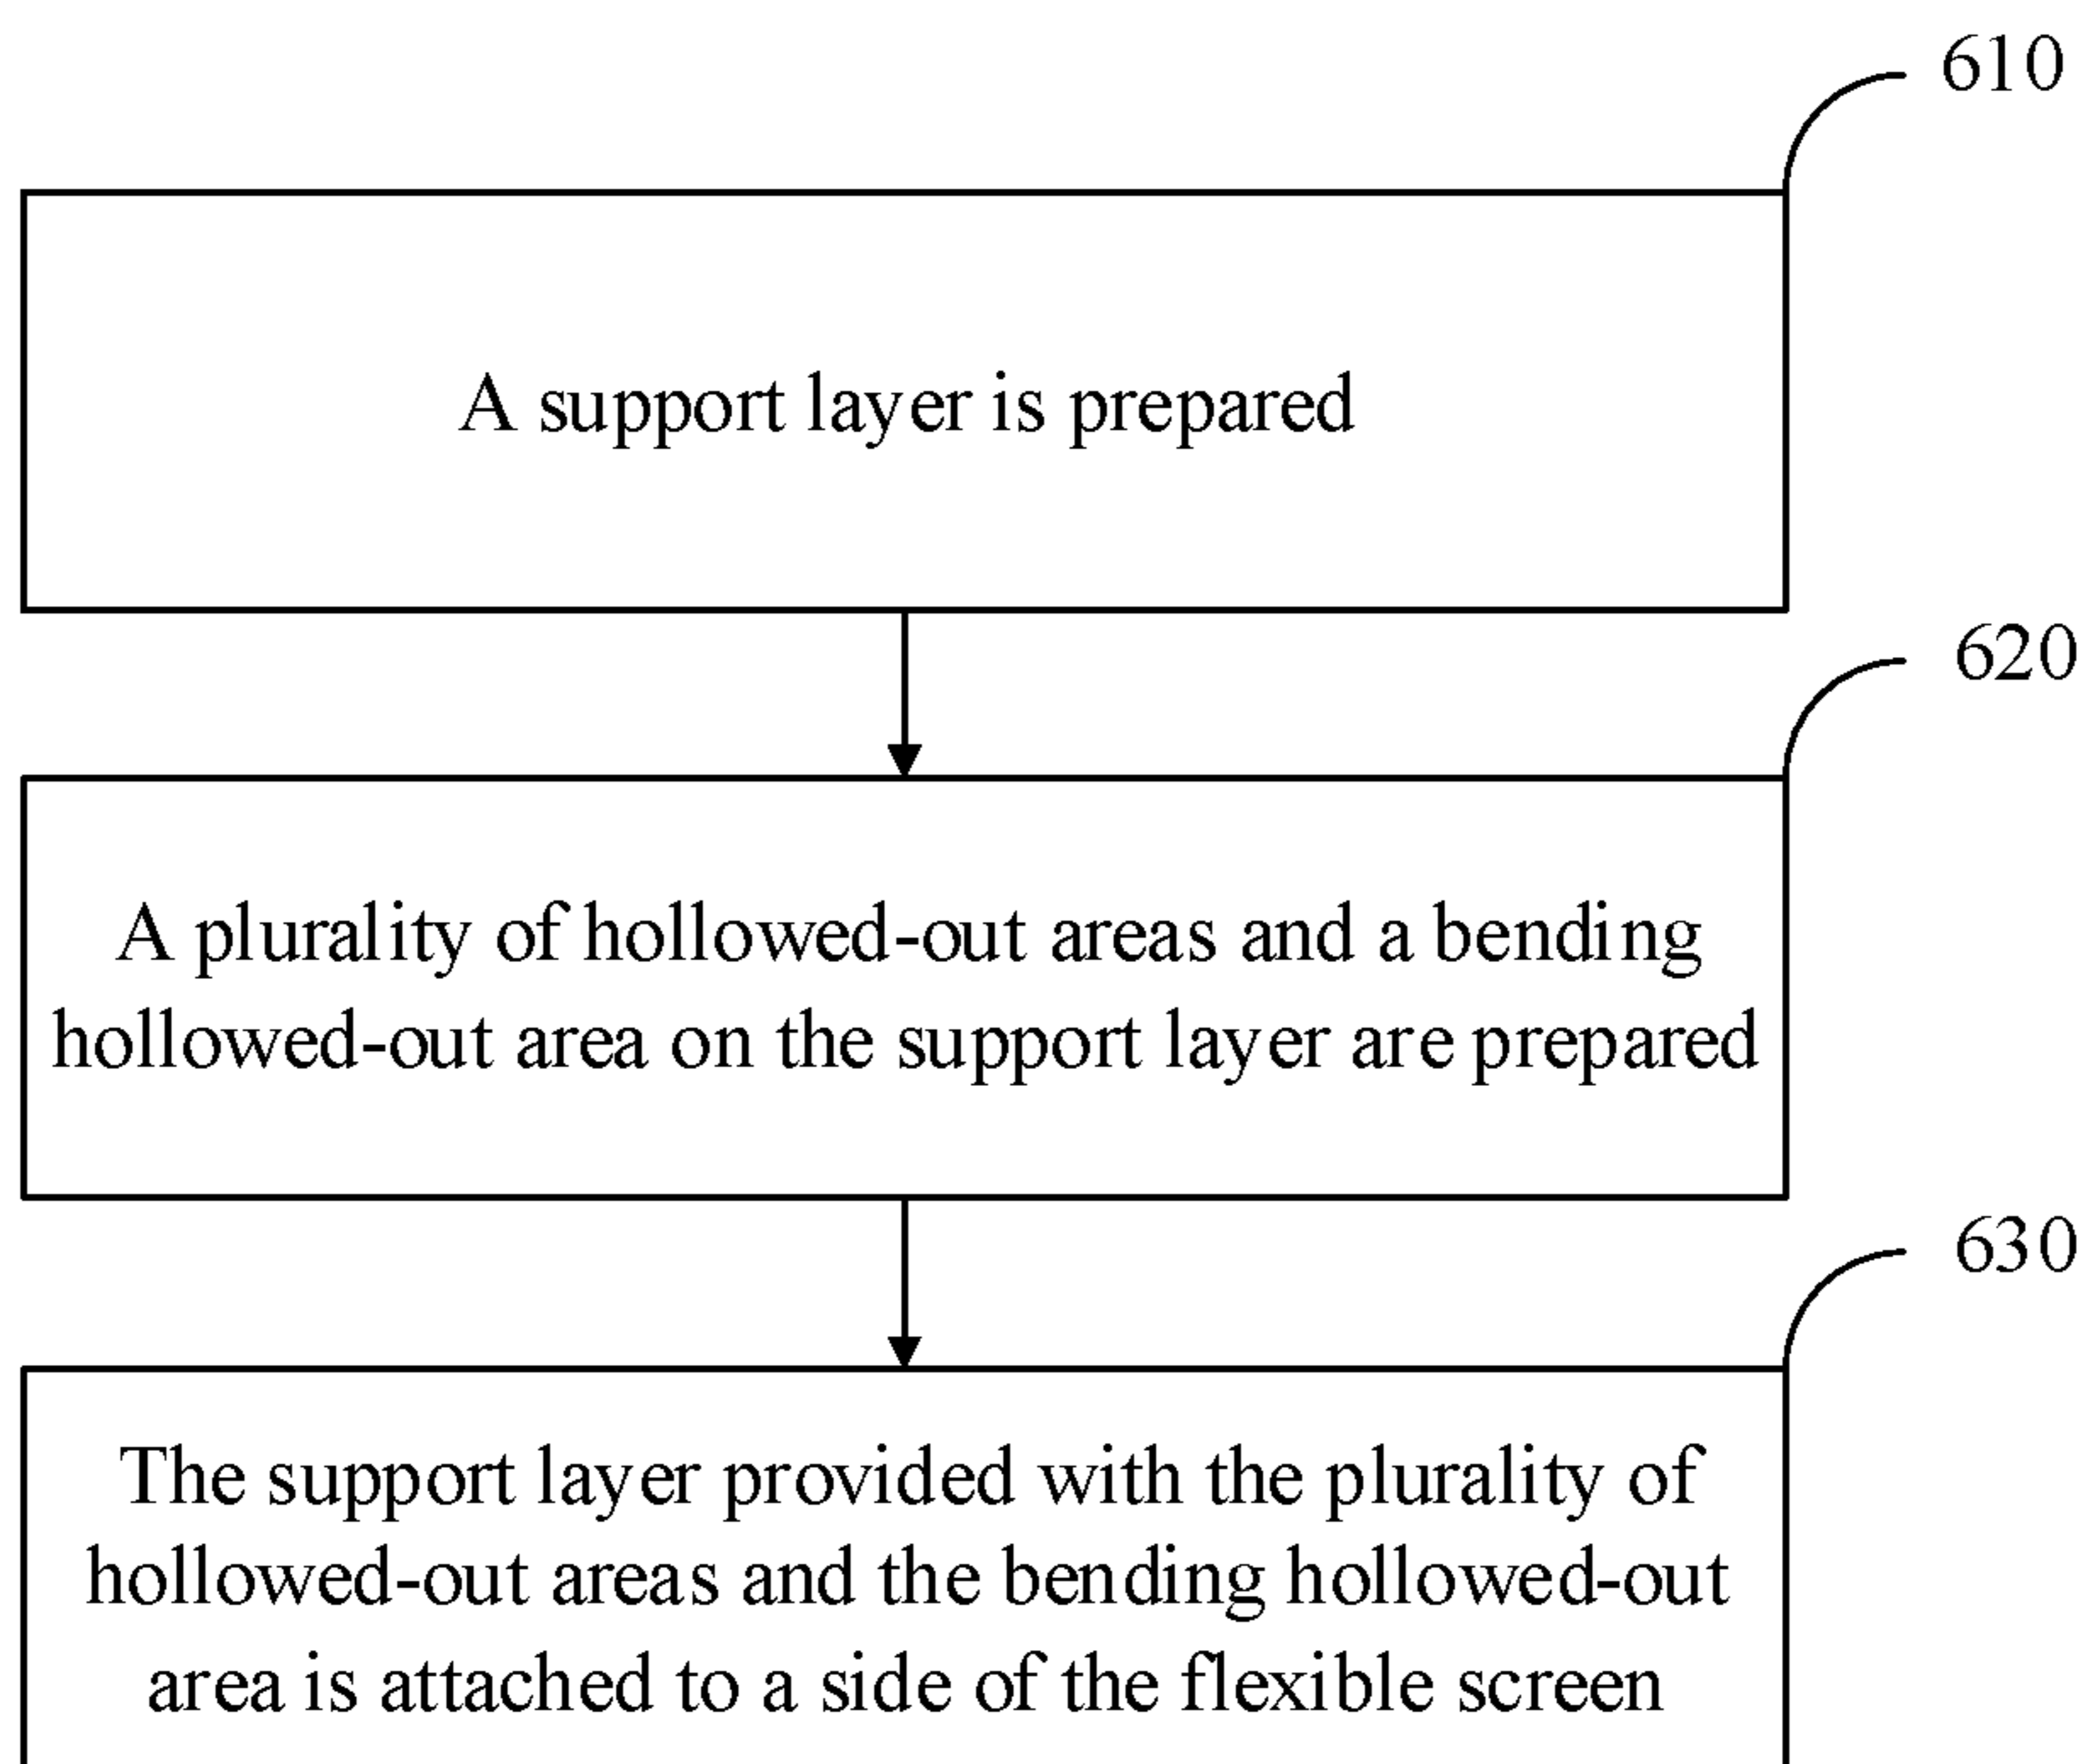 610
A support layer is prepared
620
A plurality of hollowed-out areas and a bending
hollowed-out area on the support layer are prepared
630
The support layer provided with the plurality of
hollowed-out areas and the bending hollowed-out
area is attached to a side of the flexible screen